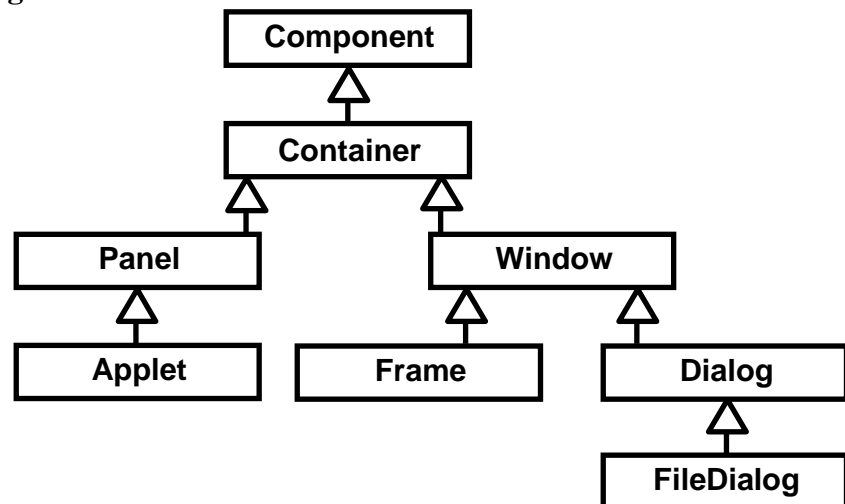 Component
Container
Panel Window
Applet Frame Dialog
FileDialog